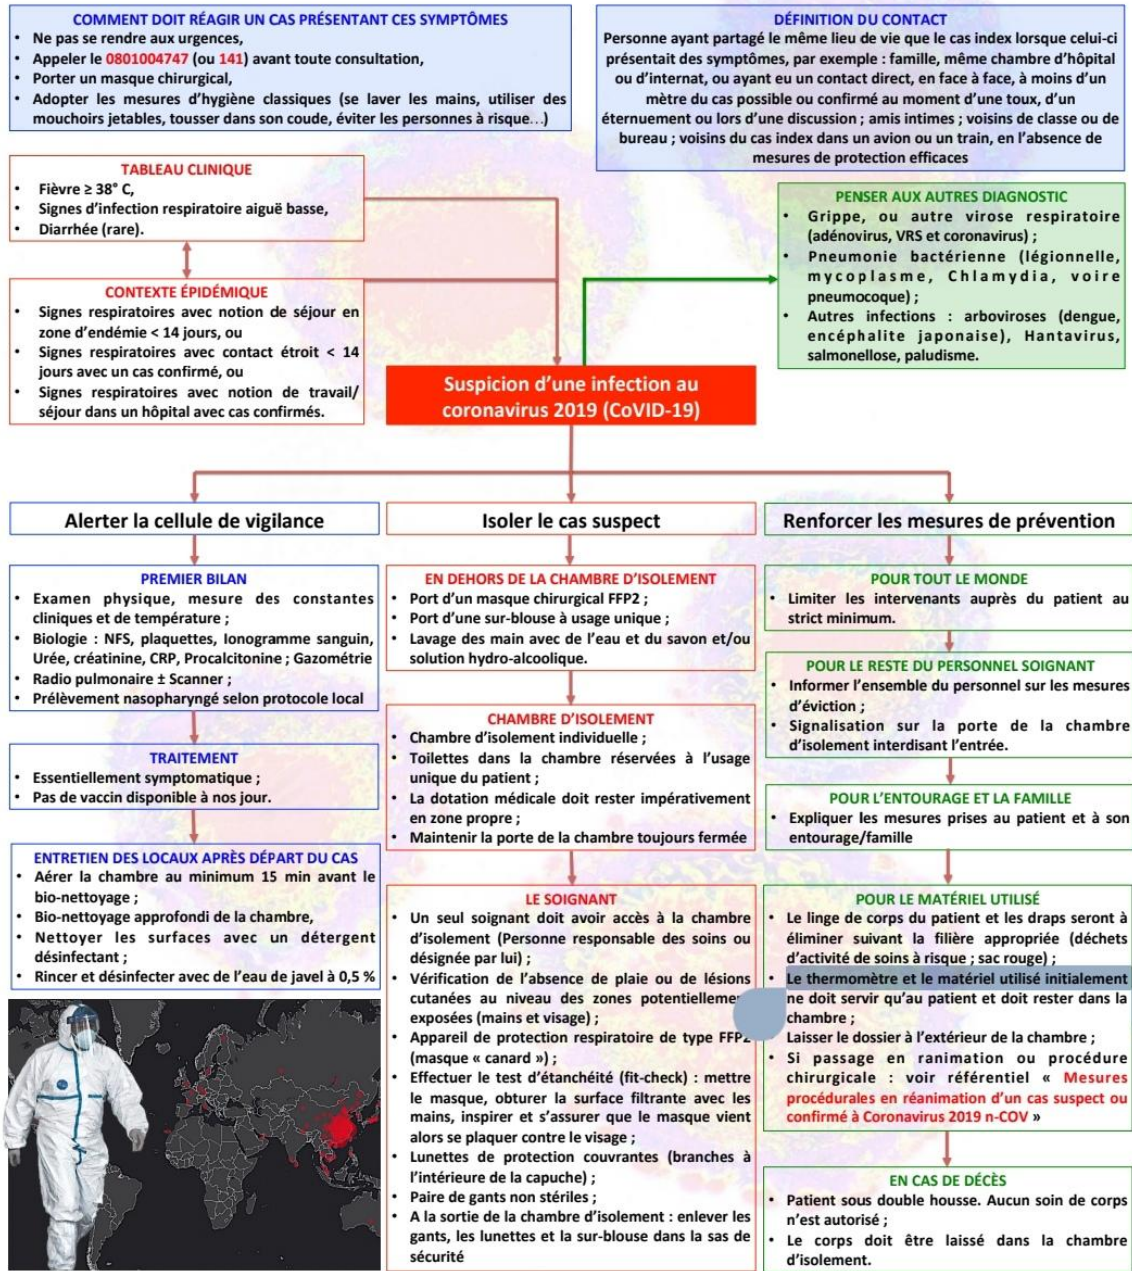 COMMENT DOIT RÉAGIR UN CAS PRÉSENTANT CES SYMPTÔMES
• Ne pas se rendre aux urgences,
• Appeler le 0801004747 (ou 141) avant toute consultation,
• Porter un masque chirurgical,
• Adopter les mesures d'hygiène classiques (se laver les mains, utiliser des
mouchoirs jetables, tousser dans son coude, éviter les personnes à risque…)
DÉFINITION DU CONTACT
Personne ayant partagé le même lieu de vie que le cas index lorsque celui-ci
présentait des symptômes, par exemple : famille, même chambre d'hôpital
ou d'internat, ou ayant eu un contact direct, en face à face, à moins d'un
mètre du cas possible ou confirmé au moment d'une toux, d'un
éternuement ou lors d'une discussion ; amis intimes ; voisins de classe ou de
bureau ; voisins du cas index dans un avion ou un train, en l'absence de
mesures de protection efficaces
TABLEAU CLINIQUE
• Fièvre ≥ 38° C,
• Signes d'infection respiratoire aiguë basse,
• Diarrhée (rare).
CONTEXTE ÉPIDÉMIQUE
• Signes respiratoires avec notion de séjour en
zone d'endémie < 14 jours, ou
• Signes respiratoires avec contact étroit < 14
jours avec un cas confirmé, ou
• Signes respiratoires avec notion de travail/
séjour dans un hôpital avec cas confirmés.
PENSER AUX AUTRES DIAGNOSTIC
• Grippe, ou autre virose respiratoire
(adénovirus, VRS et coronavirus) ;
• Pneumonie bactérienne (légionnelle,
mycoplasme, Chlamydia, voire
pneumocoque) ;
• Autres infections : arboviroses (dengue,
encéphalite japonaise), Hantavirus,
salmonellose, paludisme.
Suspicion d'une infection au
coronavirus 2019 (CoVID-19)
Alerter la cellule de vigilance
PREMIER BILAN
• Examen physique, mesure des constantes
cliniques et de température ;
• Biologie : NFS, plaquettes, Ionogramme sanguin,
Urée, créatinine, CRP, Procalcitonine ; Gazométrie
• Radio pulmonaire ± Scanner ;
• Prélèvement nasopharyngé selon protocole local
TRAITEMENT
• Essentiellement symptomatique ;
• Pas de vaccin disponible à nos jour.
ENTRETIEN DES LOCAUX APRÈS DÉPART DU CAS
• Aérer la chambre au minimum 15 min avant le
bio-nettoyage ;
• Bio-nettoyage approfondi de la chambre,
• Nettoyer les surfaces avec un détergent
désinfectant ;
• Rincer et désinfecter avec de l'eau de javel à 0,5 %
Isoler le cas suspect
EN DEHORS DE LA CHAMBRE D'ISOLEMENT
• Port d'un masque chirurgical FFP2 ;
• Port d'une sur-blouse à usage unique ;
• Lavage des main avec de l'eau et du savon et/ou
solution hydro-alcoolique.
CHAMBRE D'ISOLEMENT
• Chambre d'isolement individuelle ;
• Toilettes dans la chambre réservées à l'usage
unique du patient ;
• La dotation médicale doit rester impérativement
en zone propre ;
• Maintenir la porte de la chambre toujours fermée
LE SOIGNANT
• Un seul soignant doit avoir accès à la chambre
d'isolement (Personne responsable des soins ou
désignée par lui) ;
• Vérification de l'absence de plaie ou de lésions
cutanées au niveau des zones potentiellement
exposées (mains et visage) ;
• Appareil de protection respiratoire de type FFP2
(masque « canard ») ;
• Effectuer le test d'étanchéité (fit-check) : mettre
le masque, obturer la surface filtrante avec les
mains, inspirer et s'assurer que le masque vient
alors se plaquer contre le visage ;
• Lunettes de protection couvrantes (branches à
l'intérieure de la capuche) ;
• Paire de gants non stériles ;
• A la sortie de la chambre d'isolement : enlever les
gants, les lunettes et la sur-blouse dans la sas de
sécurité
Renforcer les mesures de prévention
POUR TOUT LE MONDE
• Limiter les intervenants auprès du patient au
strict minimum.
POUR LE RESTE DU PERSONNEL SOIGNANT
• Informer l'ensemble du personnel sur les mesures
d'éviction ;
• Signalisation sur la porte de la chambre
d'isolement interdisant l'entrée.
POUR L'ENTOURAGE ET LA FAMILLE
• Expliquer les mesures prises au patient et à son
entourage/famille
POUR LE MATÉRIEL UTILISÉ
• Le linge de corps du patient et les draps seront à
éliminer suivant la filière appropriée (déchets
d'activité de soins à risque ; sac rouge) ;
• Le thermomètre et le matériel utilisé initialement
ne doit servir qu'au patient et doit rester dans la
chambre ;
Laisser le dossier à l'extérieur de la chambre ;
• Si passage en ranimation ou procédure
chirurgicale : voir référentiel « Mesures
procédurales en réanimation d'un cas suspect ou
confirmé à Coronavirus 2019 n-COV »
EN CAS DE DÉCÈS
• Patient sous double housse. Aucun soin de corps
n'est autorisé ;
• Le corps doit être laissé dans la chambre
d'isolement.